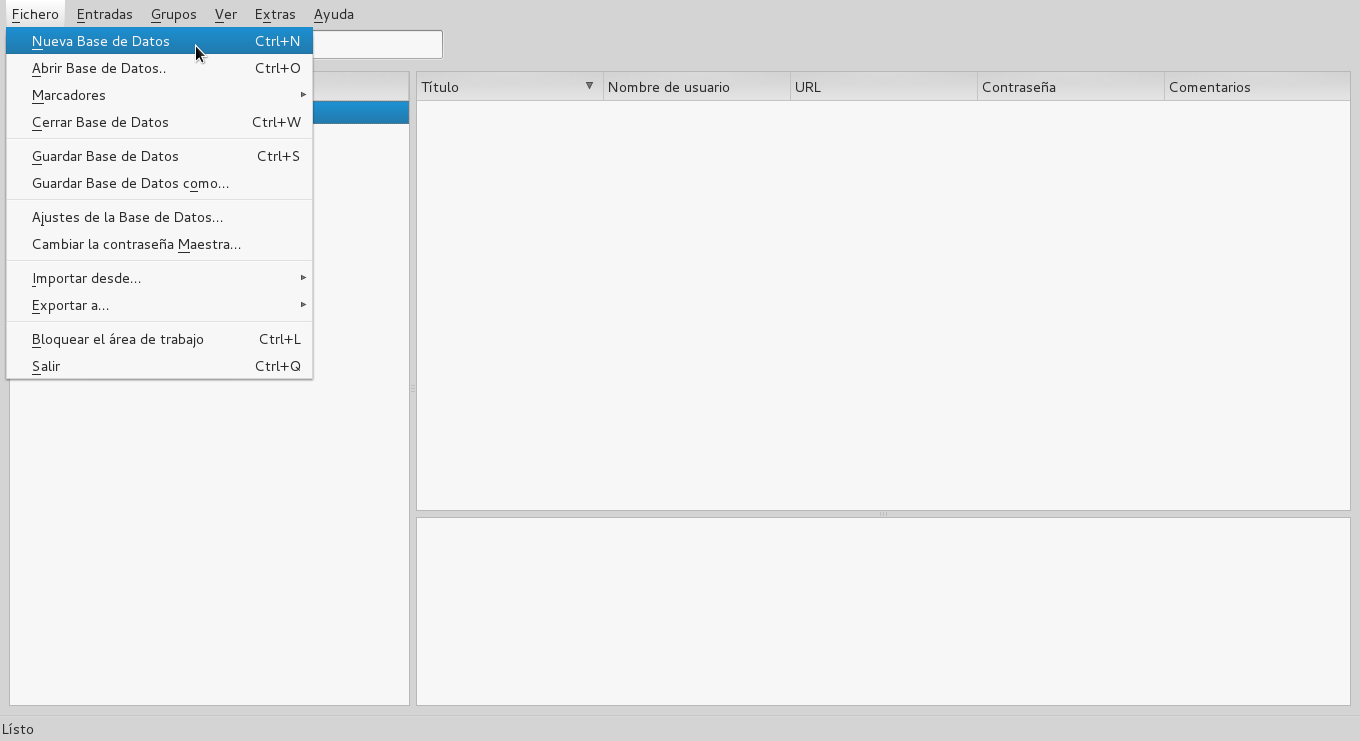 Fichero Entradas Grupos Ver Extras Ayuda
Nueva Base de Datos Ctrl+N
Abrir Base de Datos.. Ctrl+O
Marcadores
Cerrar Base de Datos Ctrl+W
Guardar Base de Datos Ctrl+S
Guardar Base de Datos como...
Ajustes de la Base de Datos...
Cambiar la contraseña Maestra...
Importar desde...
Exportar a...
Bloquear el área de trabajo Ctrl+L
Salir Ctrl+Q
Título Nombre de usuario URL Contraseña Comentarios
Lísto